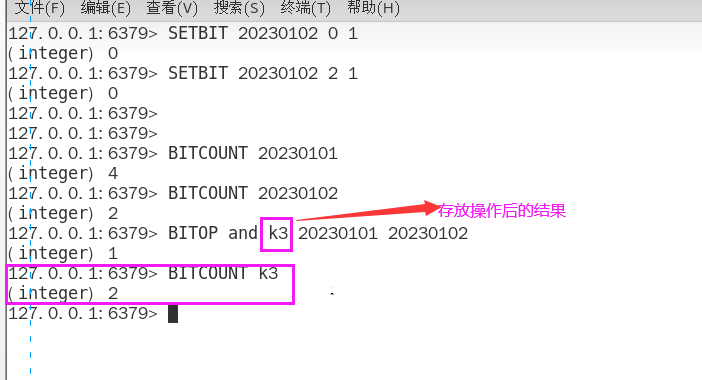 文件(F) 编辑(E) 查看(V) 搜索(S) 终端(T) 帮助(H)
127.0.0.1:6379> SETBIT 20230102 0 1
(integer) 0
127.0.0.1:6379> SETBIT 20230102 2 1
(integer) 0
127.0.0.1:6379>
127.0.0.1:6379>
127.0.0.1:6379> BITCOUNT 20230101
(integer) 4
127.0.0.1:6379> BITCOUNT 20230102
(integer) 2
存放操作后的结果
127.0.0.1:6379> BITOP and k3 20230101 20230102
(integer) 1
127.0.0.1:6379> BITCOUNT k3
(integer) 2
127.0.0.1:6379>